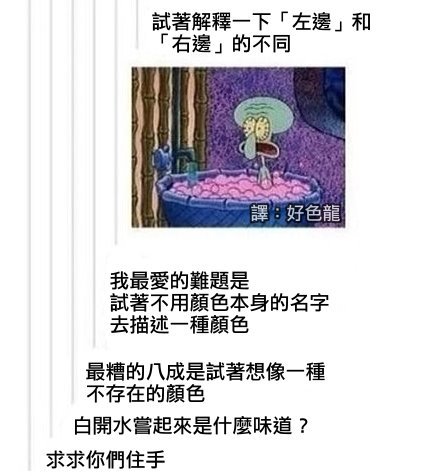 試著解釋一下「左邊」和
「右邊」的不同
譯：好色龍
我最愛的難題是
試著不用顏色本身的名字
去描述一種顏色
最糟的八成是試著想像一種
不存在的顏色
白開水嘗起來是什麼味道？
求求你們住手